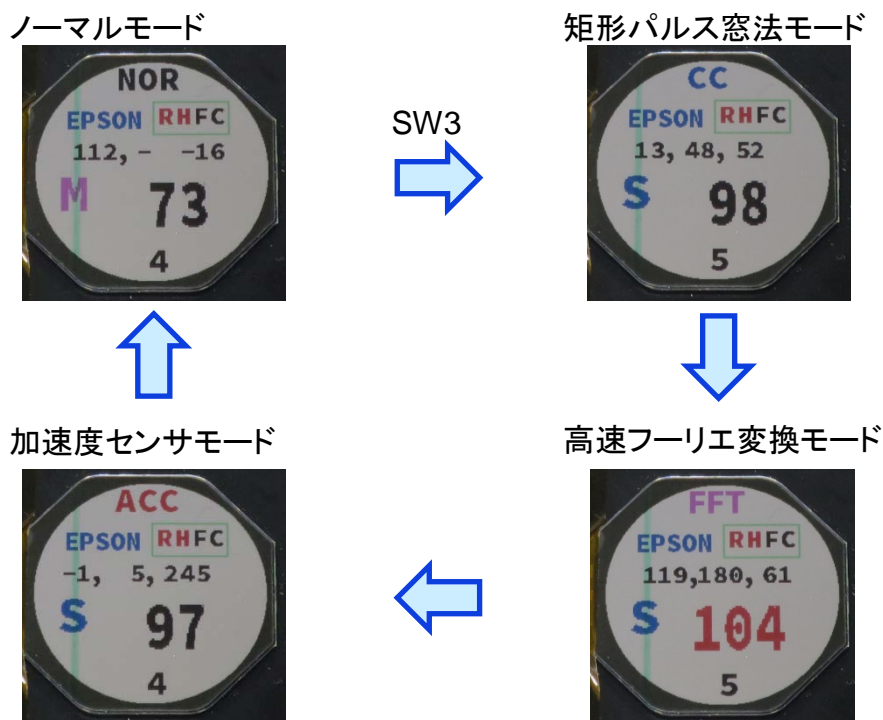 ノーマルモード
NOR
EPSON RHFC
112, - -16
M 73
4
SW3
矩形パルス窓法モード
CC
EPSON RHFC
13, 48, 52
S 98
5
加速度センサモード
ACC
EPSON RHFC
-1, 5, 245
S 97
4
高速フーリエ変換モード
FFT
EPSON RHFC
119,180, 61
S 104
5